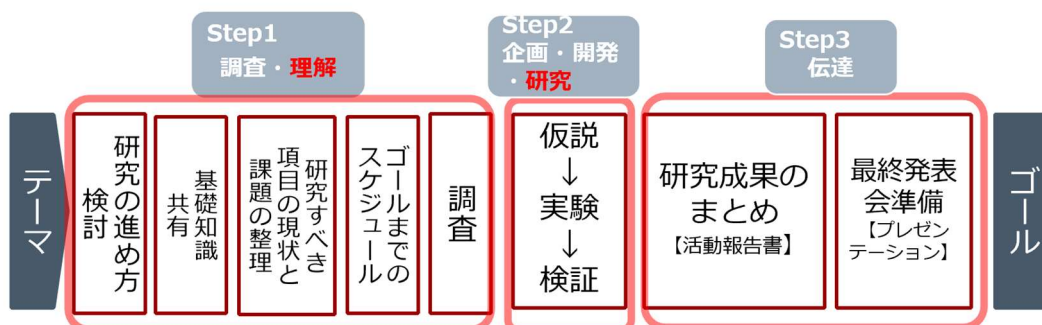 Step1
調査・理解
Step2
企画・開発
・研究
Step3
伝達
テーマ
研究の進め方
検討
基礎知識
共有
研究すべき
項目の現状と
課題の整理
ゴールまでの
スケジュール
調査
仮説
↓
実験
↓
検証
研究成果の
まとめ
【活動報告書】
最終発表
会準備
【プレゼン
テーション】
ゴール